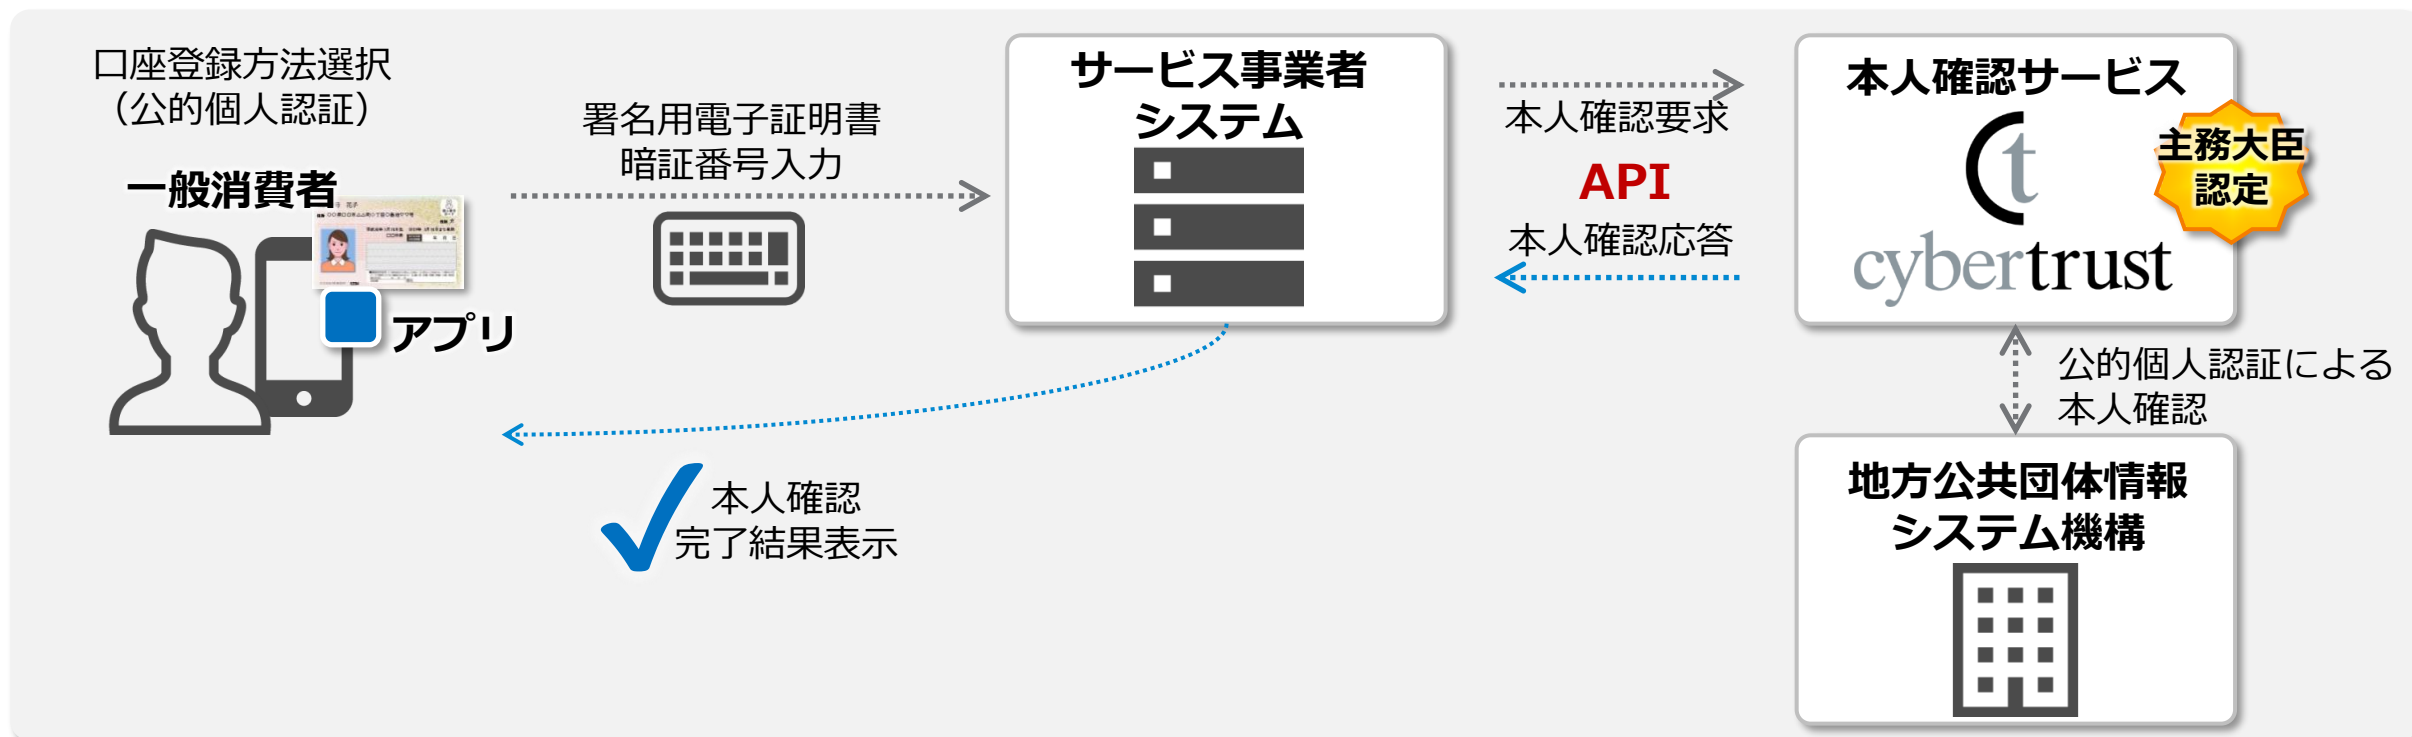 口座登録方法選択
（公的個人認証）
一般消費者
アプリ
署名用電子証明書
暗証番号入力
サービス事業者
システム
本人確認要求
API
本人確認応答
本人確認サービス
cybertrust
主務大臣
認定
公的個人認証による
本人確認
地方公共団体情報
システム機構
本人確認
完了結果表示